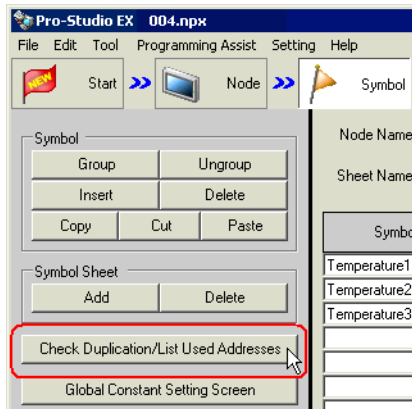 Pro-Studio EX 004.npx
File Edit Tool Programming Assist Setting Help
NEW Start Node Symbol
Symbol
Group Ungroup
Insert Delete
Copy Cut Paste
Symbol Sheet
Add Delete
Check Duplication/List Used Addresses
Global Constant Setting Screen
Node Name
Sheet Name
Symbo
Temperature1
Temperature2
Temperature3